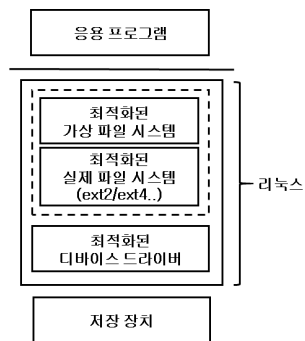 응용 프로그램
최적화된
가상 파일 시스템
최적화된
실제 파일 시스템
(ext2/ext4..)
리눅스
최적화된
디바이스 드라이버
저장 장치